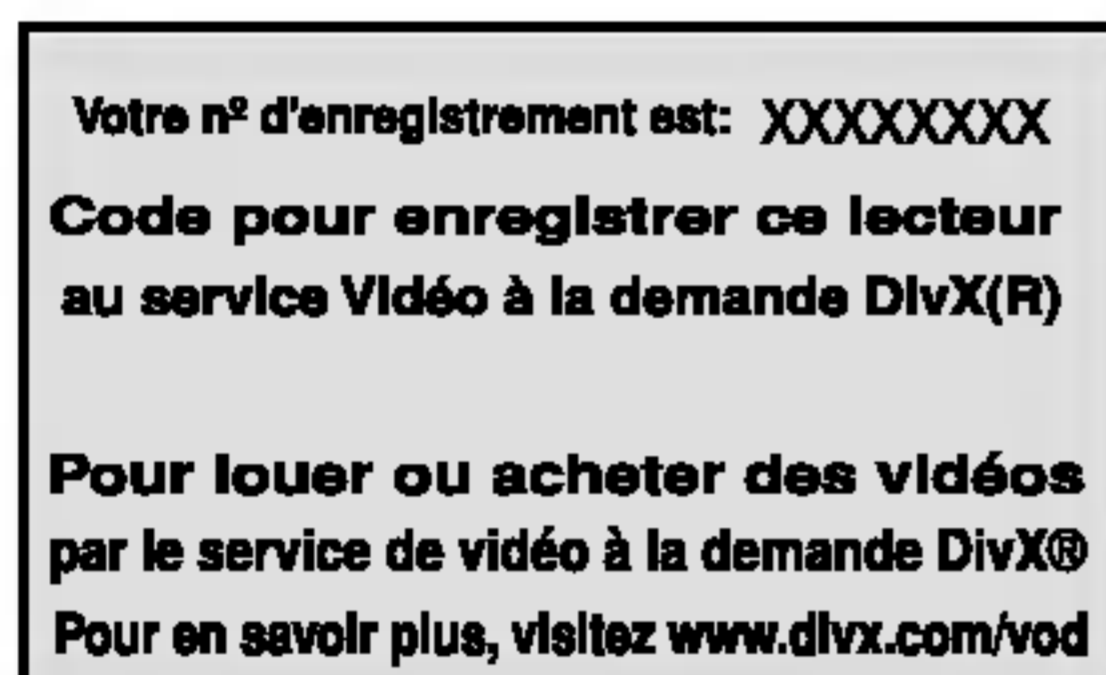 Votre nº d'enregistrement est: XXXXXXXX
Code pour enregistrer ce lecteur
au service Vidéo à la demande DivX(R)
Pour louer ou acheter des vidéos
par le service de vidéo à la demande DivX®
Pour en savoir plus, visitez www.divx.com/vod